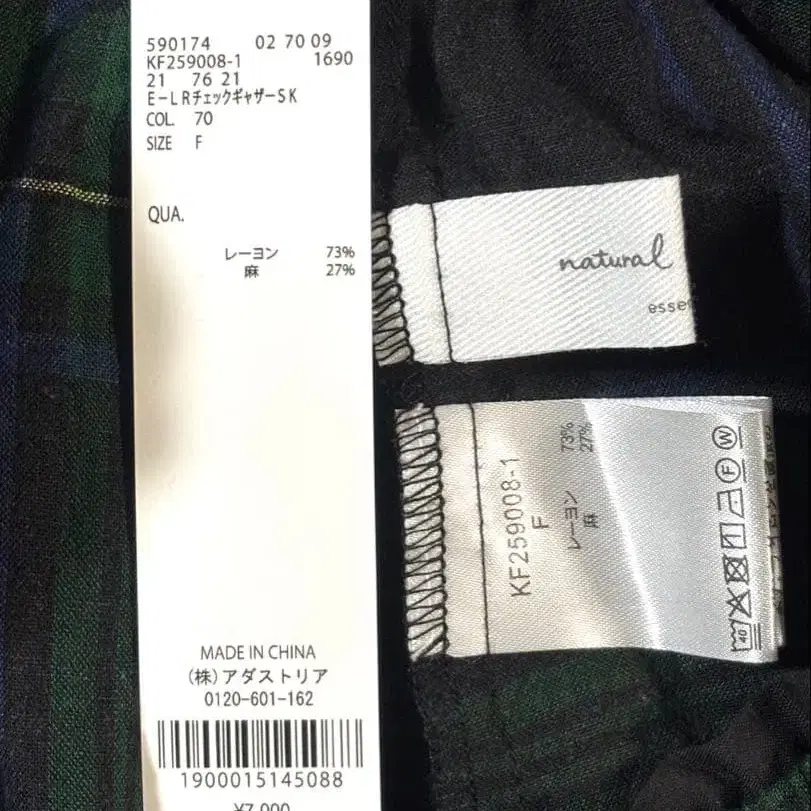 590174 02 70 09
KF259008-1 1690
21 76 21
E-LRチェックギャザーSK
COL. 70
SIZE F
QUA.
レーヨン 73%
麻 27%
MADE IN CHINA
(株)アダストリア
0120-601-162
1900015145088
¥7,000
natural
esse
KF259008-1
F
レーヨン 73%
麻 27%
40
F
W